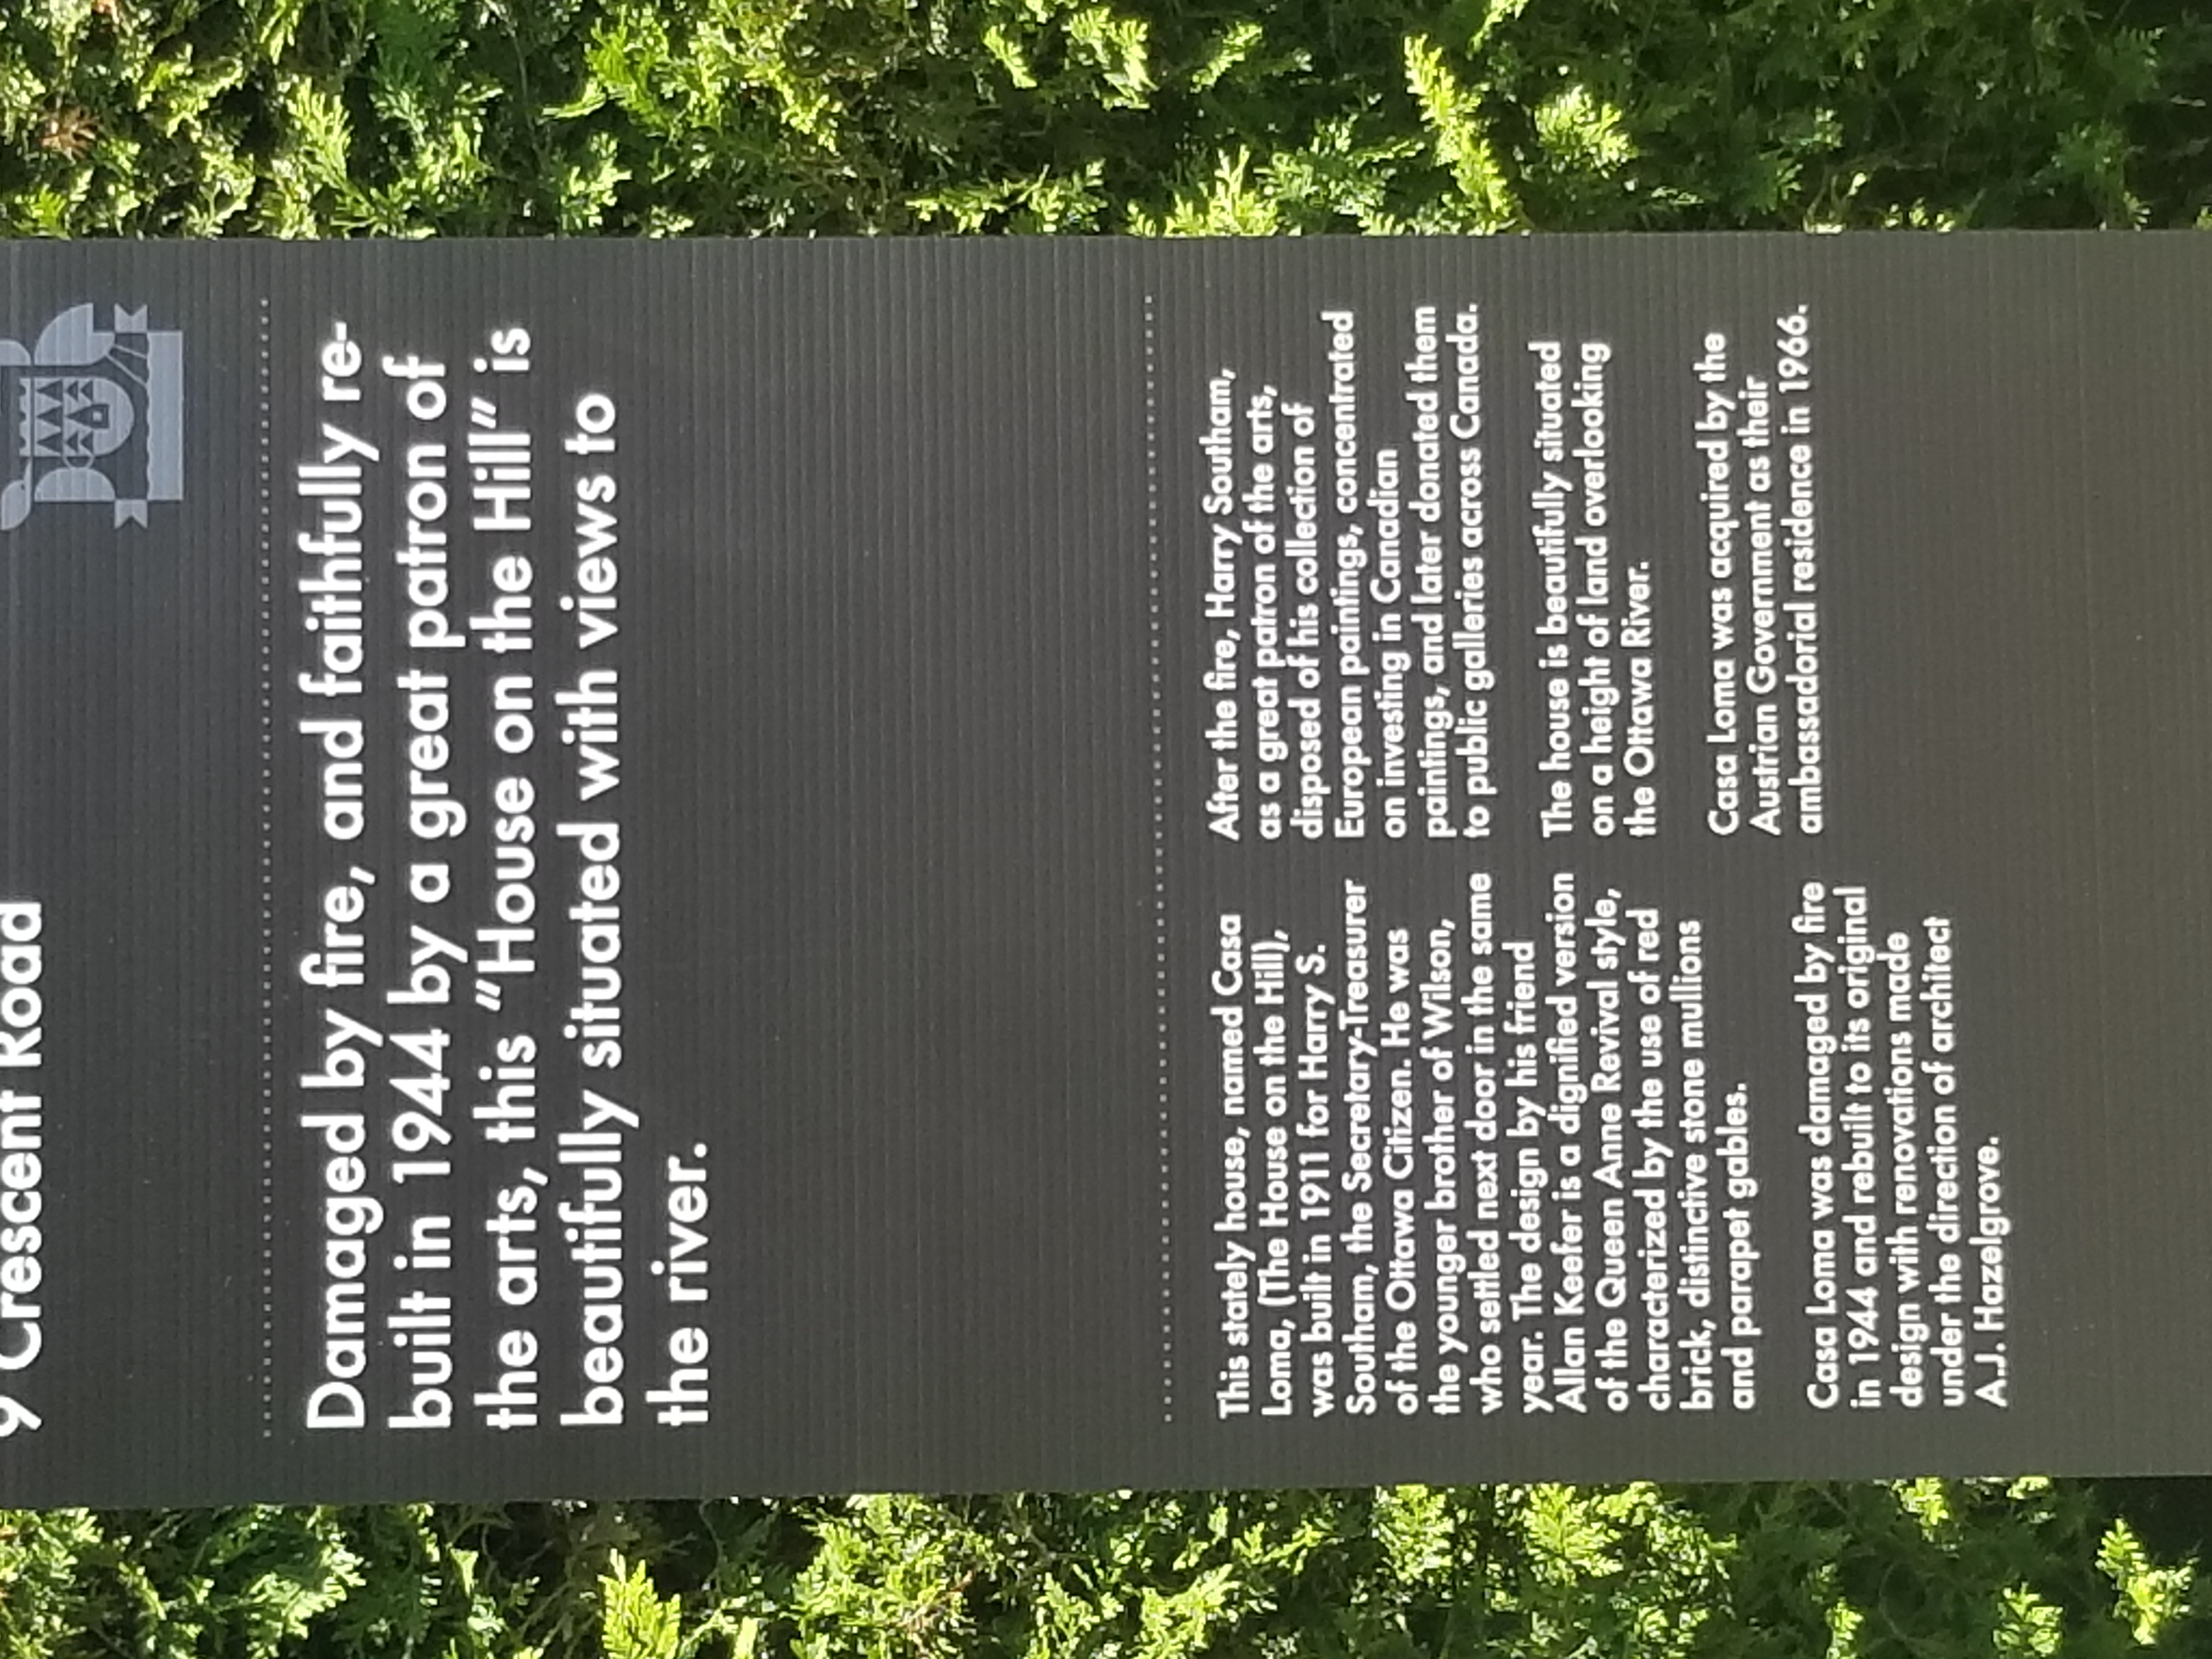 9 Crescent Road
Damaged by fire, and faithfully re-
built in 1944 by a great patron of
the arts, this “House on the Hill” is
beautifully situated with views to
the river.
This stately house, named Casa
Loma, (The House on the Hill),
was built in 1911 for Harry S.
Southam, the Secretary-Treasurer
of the Ottawa Citizen. He was
the younger brother of Wilson,
who settled next door in the same
year. The design by his friend
Allan Keefer is a dignified version
of the Queen Anne Revival style,
characterized by the use of red
brick, distinctive stone mullions
and parapet gables.
Casa Loma was damaged by fire
in 1944 and rebuilt to its original
design with renovations made
under the direction of architect
A.J. Hazelgrove.
After the fire, Harry Southam,
as a great patron of the arts,
disposed of his collection of
European paintings, concentrated
on investing in Canadian
paintings, and later donated them
to public galleries across Canada.
The house is beautifully situated
on a height of land overlooking
the Ottawa River.
Casa Loma was acquired by the
Austrian Government as their
ambassadorial residence in 1966.